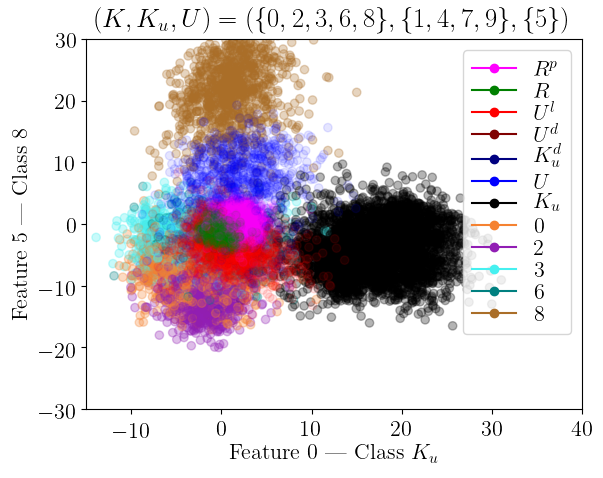 (K, K_u, U) = ({0, 2, 3, 6, 8}, {1, 4, 7, 9}, {5})
30
20
10
0
−10
−20
−30
Feature 5 — Class 8
R^p
R
U^l
U^d
K_u^d
U
K_u
0
2
3
6
8
−10
0
10
20
30
40
Feature 0 — Class K_u